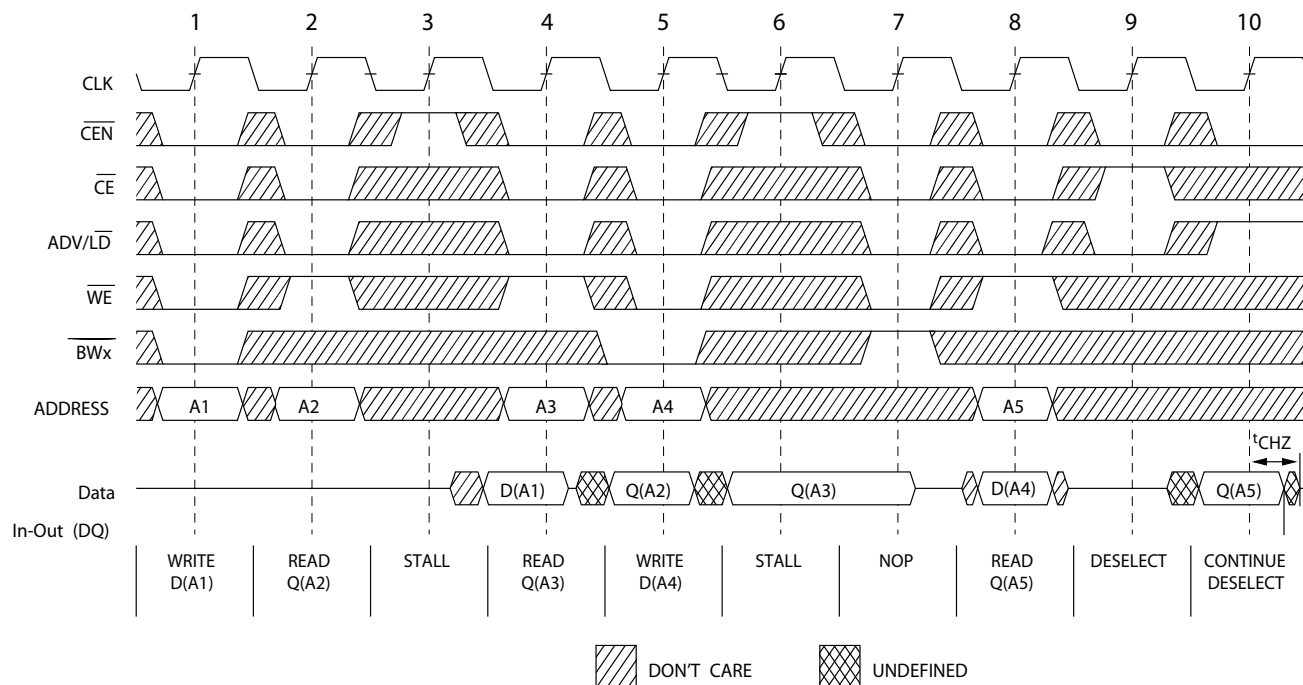 1 2 3 4 5 6 7 8 9 10
CLK
CEN
CE
ADV/LD
WE
BWx
ADDRESS A1 A2 A3 A4 A5
tCHZ
Data D(A1) Q(A2) Q(A3) D(A4) Q(A5)
In-Out (DQ)
WRITE READ STALL READ WRITE STALL NOP READ DESELECT CONTINUE
D(A1) Q(A2) Q(A3) D(A4) Q(A5) DESELECT
DON'T CARE UNDEFINED